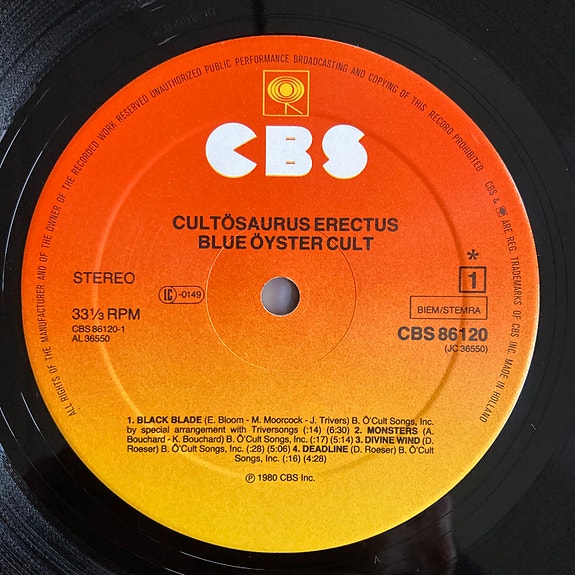 ALL RIGHTS OF THE MANUFACTURER AND OF THE OWNER OF THE RECORDED WORK RESERVED UNAUTHORIZED PUBLIC PERFORMANCE BROADCASTING AND COPYING OF THIS RECORD PROHIBITED
CBS & ARE REG. TRADEMARKS OF CBS INC. MADE IN HOLLAND
CBS
CULTÖSAURUS ERECTUS
BLUE ÖYSTER CULT
STEREO
LC -0149
33⅓ RPM
CBS 86120-1
AL 36550
*
1
BIEM/STEMRA
CBS 86120
(JC 36550)
1. BLACK BLADE (E. Bloom - M. Moorcock - J. Trivers) B. Ö'Cult Songs, Inc.
by special arrangement with Triversongs (:14) (6:30) 2. MONSTERS (A.
Bouchard - K. Bouchard) B. Ö'Cult Songs, Inc. (:17) (5:14) 3. DIVINE WIND (D.
Roeser) B. Ö'Cult Songs, Inc. (:28) (5:06) 4. DEADLINE (D. Roeser) B. Ö'Cult
Songs, Inc. (:16) (4:28)
℗ 1980 CBS Inc.